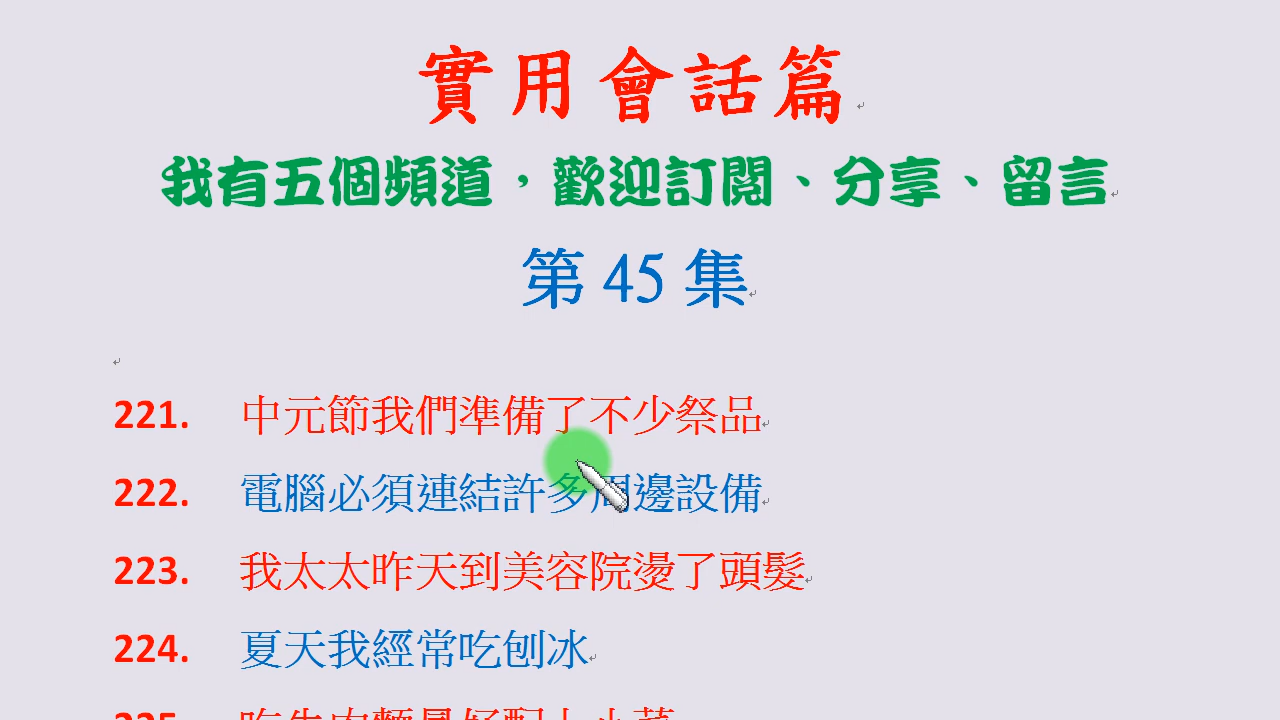 實用會話篇
我有五個頻道，歡迎訂閱、分享、留言
第 45 集
221. 中元節我們準備了不少祭品
222. 電腦必須連結許多周邊設備
223. 我太太昨天到美容院燙了頭髮
224. 夏天我經常吃刨冰